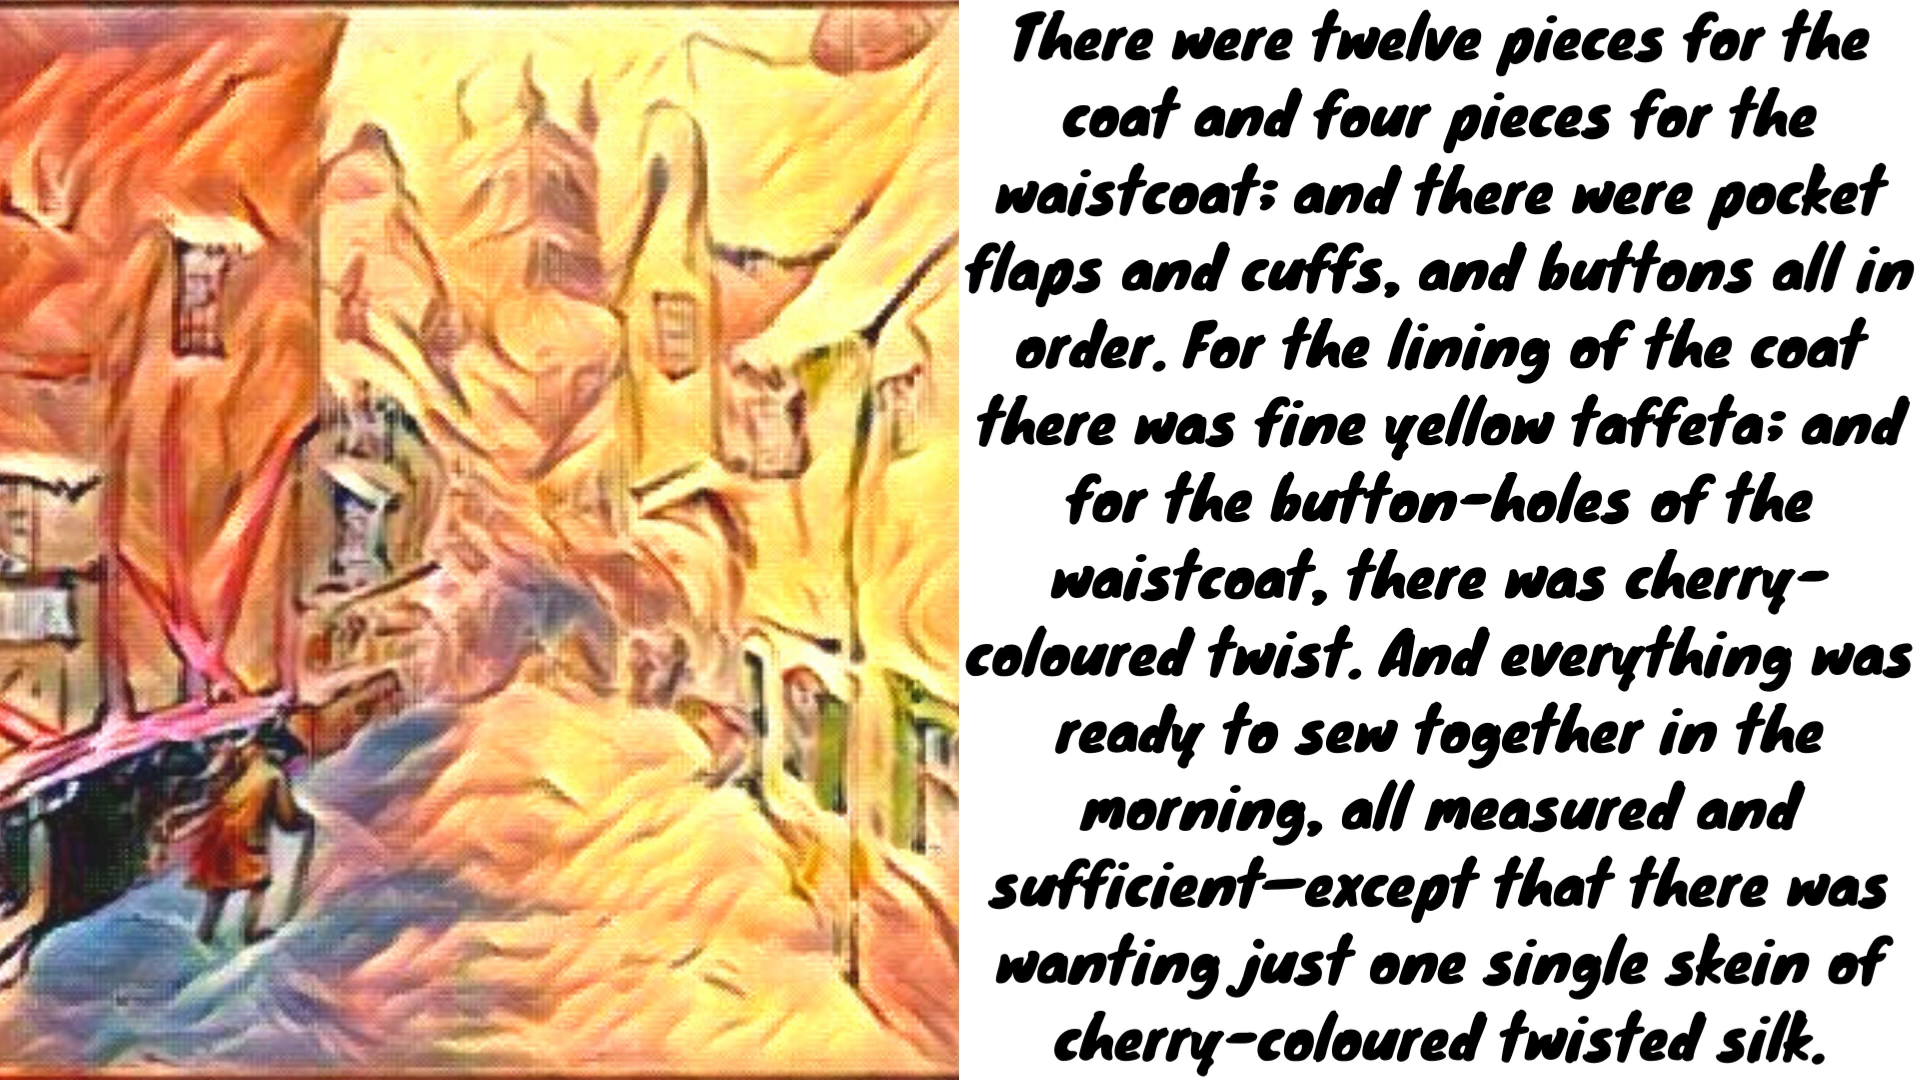 There were twelve pieces for the
coat and four pieces for the
waistcoat; and there were pocket
flaps and cuffs, and buttons all in
order. For the lining of the coat
there was fine yellow taffeta; and
for the button-holes of the
waistcoat, there was cherry-
coloured twist. And everything was
ready to sew together in the
morning, all measured and
sufficient—except that there was
wanting just one single skein of
cherry-coloured twisted silk.